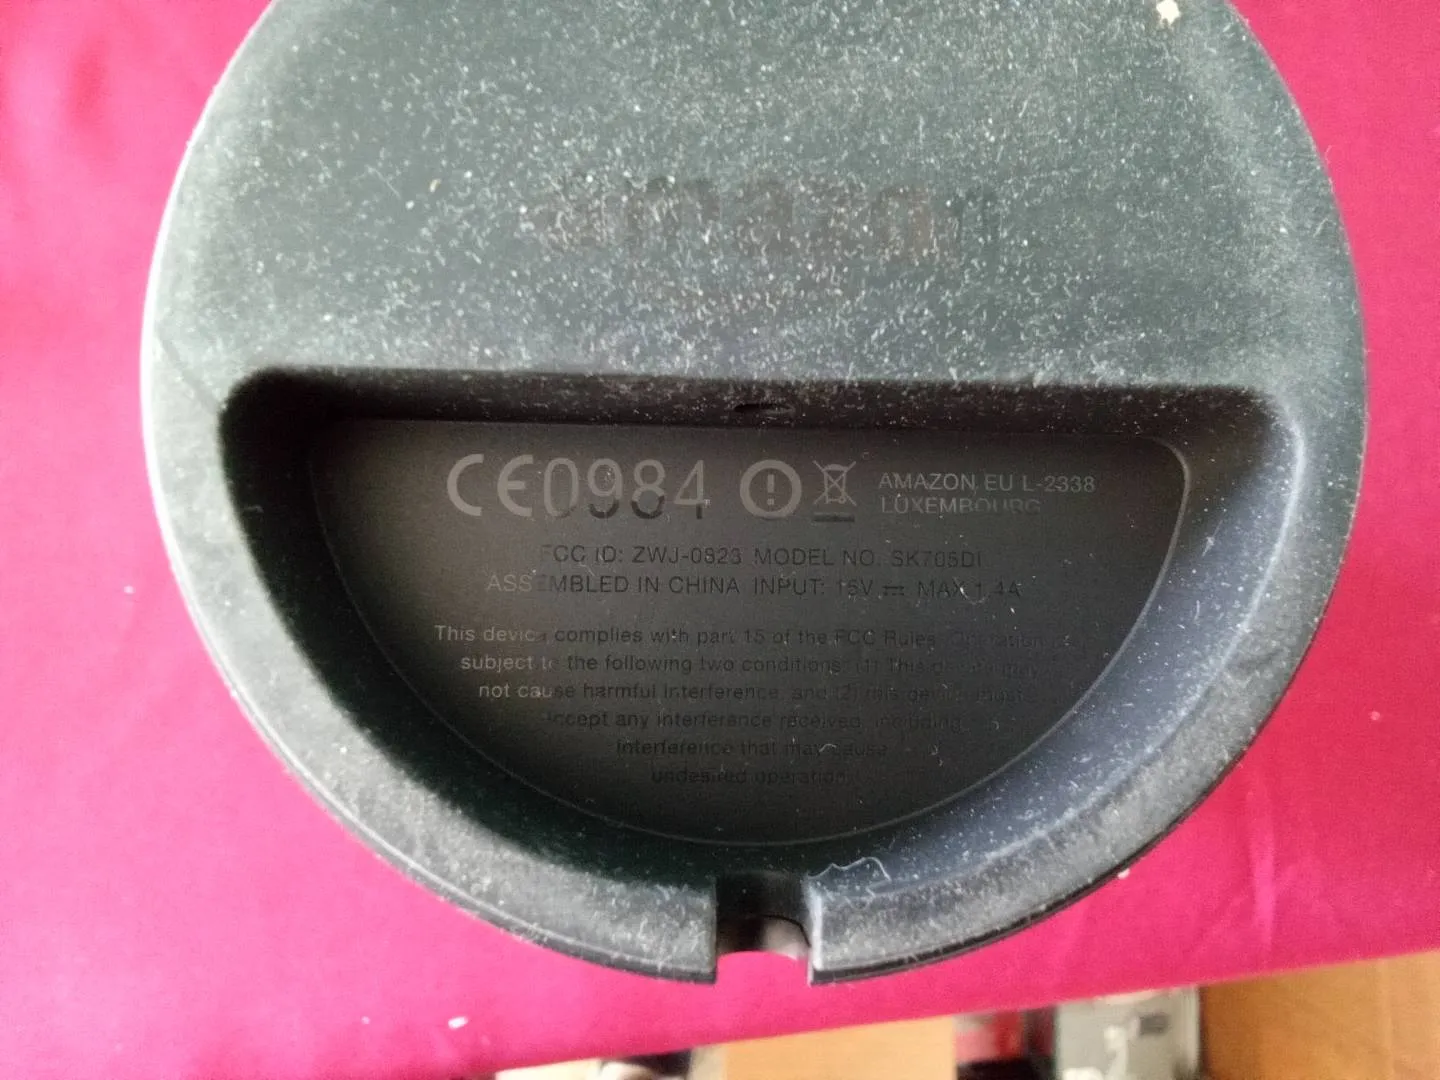 amazon
CE0984
AMAZON EU L-2338
LUXEMBOURG
FCC ID: ZWJ-0823 MODEL NO: SK705DI
ASSEMBLED IN CHINA INPUT: 15V MAX 1.4A
This device complies with part 15 of the FCC Rules. Operation is
subject to the following two conditions: (1) This device may
not cause harmful interference, and (2) this device must
accept any interference received, including
interference that may cause
undesired operation.